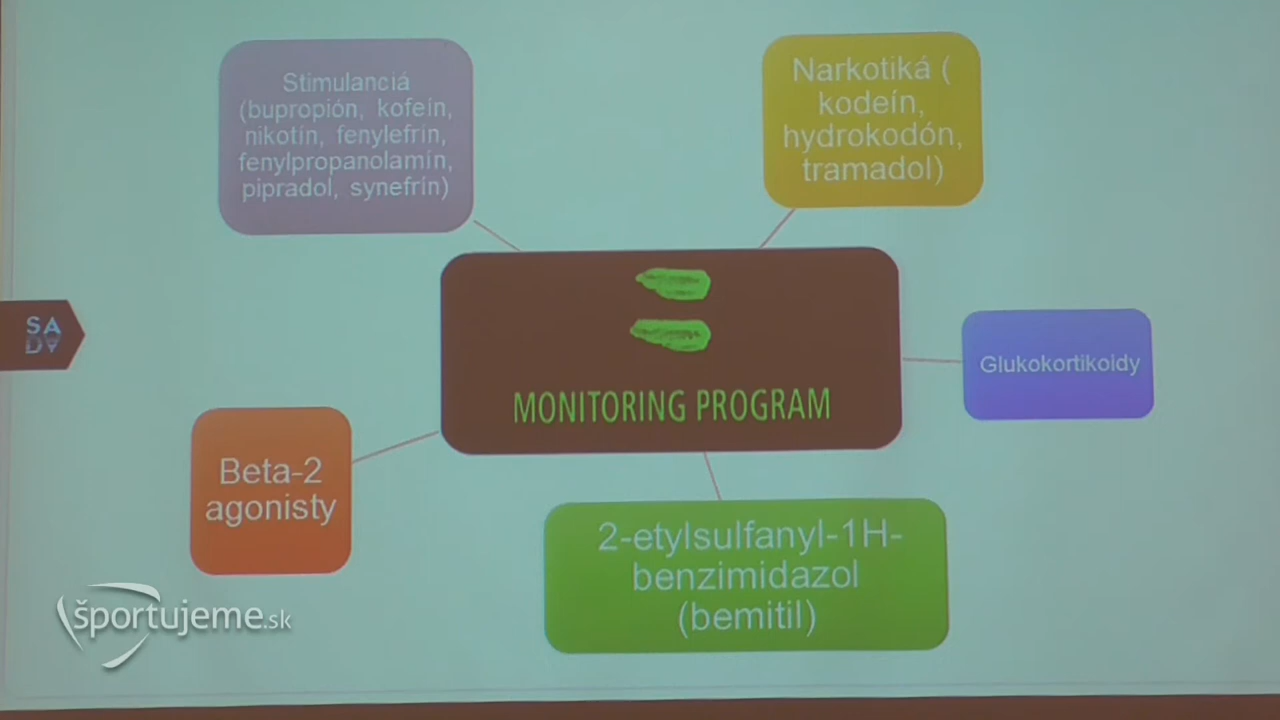 Stimulanciá
(bupropión, kofeín,
nikotín, fenylefrín,
fenylpropanolamín,
pipradol, synefrín)
Narkotiká (
kodeín,
hydrokodón,
tramadol)
MONITORING PROGRAM
Glukokortikoidy
SA
DA
Beta-2
agonisty
2-etylsulfanyl-1H-
benzimidazol
(bemitil)
športujeme.sk